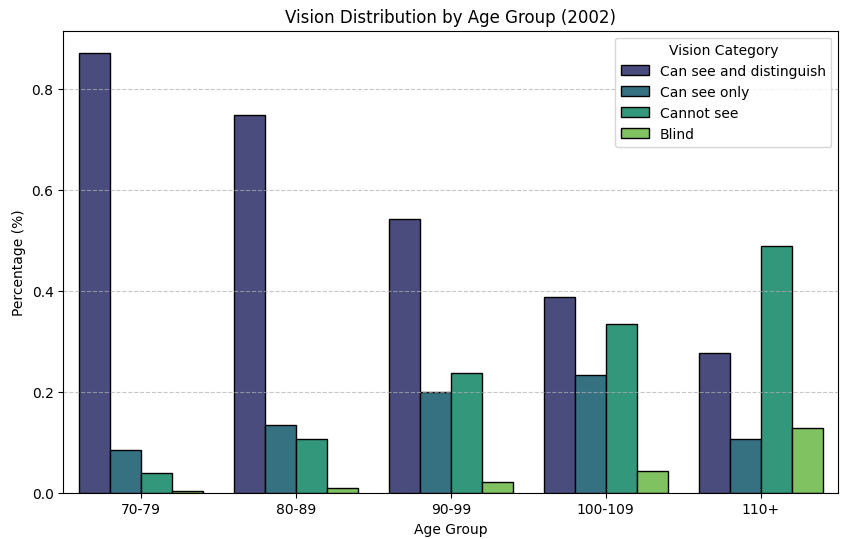 Vision Distribution by Age Group (2002)
Vision Category
Can see and distinguish
Can see only
Cannot see
Blind
Percentage (%)
0.8
0.6
0.4
0.2
0.0
70-79 80-89 90-99 100-109 110+
Age Group